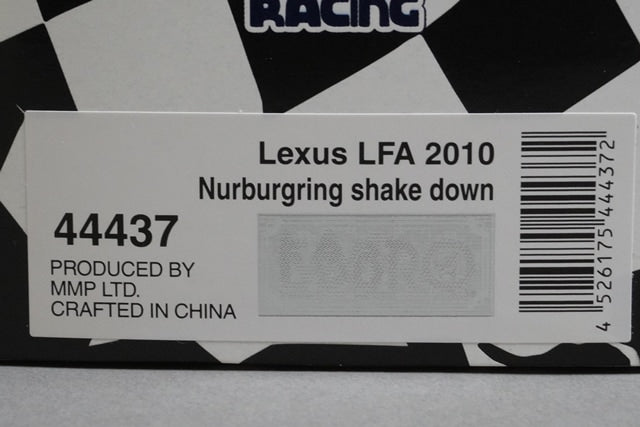 RACING
Lexus LFA 2010
Nurburgring shake down
44437
PRODUCED BY
MMP LTD.
CRAFTED IN CHINA
4 526175 444372